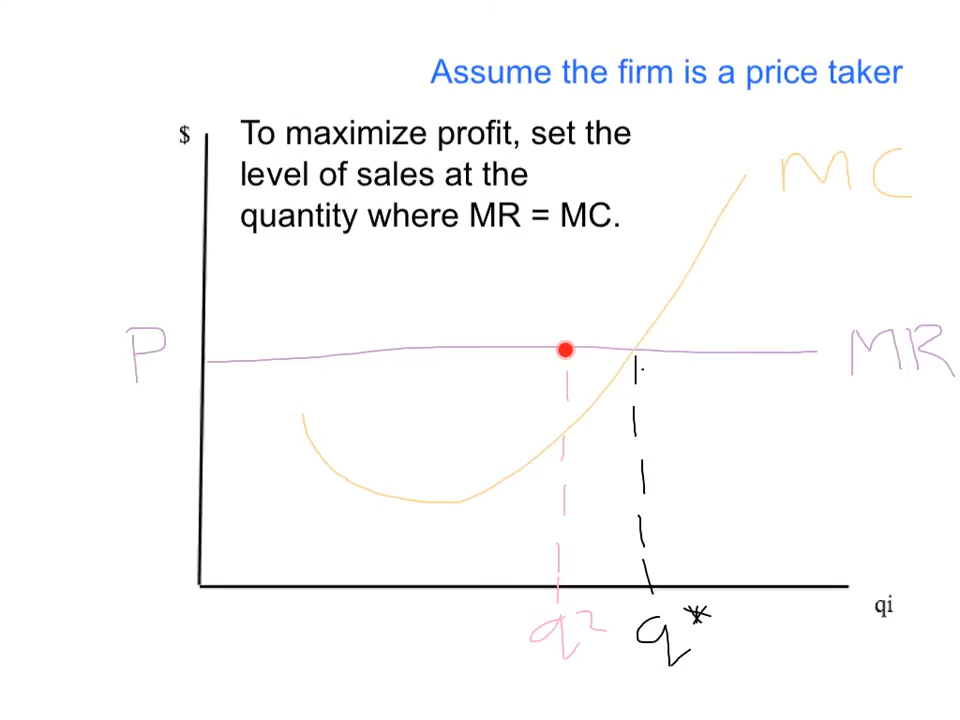 Assume the firm is a price taker
$
To maximize profit, set the
level of sales at the
quantity where MR = MC.
MC
P
MR
qi
q2
q*